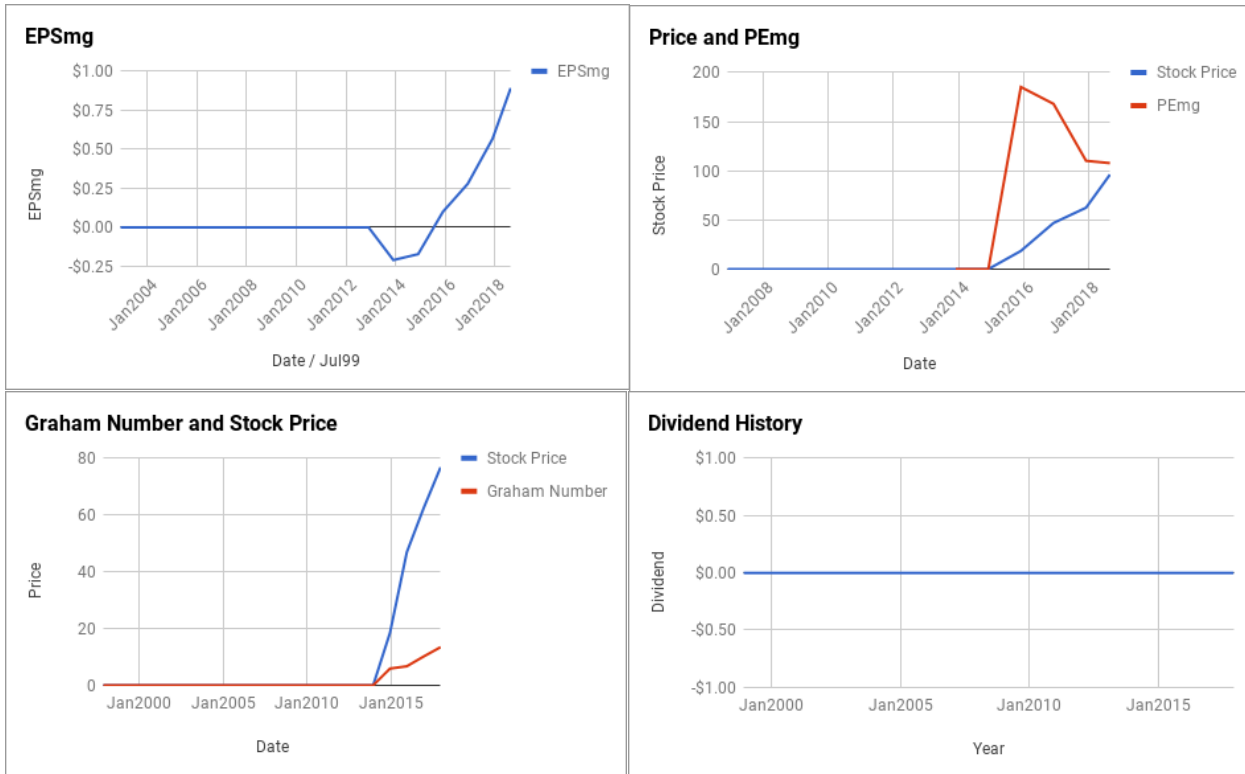 EPSmg
EPSmg
$1.00
$0.75
$0.50
$0.25
$0.00
-$0.25
EPSmg
Jan2004
Jan2006
Jan2008
Jan2010
Jan2012
Jan2014
Jan2016
Jan2018
Date / Jul99
Price and PEmg
Stock Price
PEmg
200
150
100
50
0
Stock Price
Jan2008
Jan2010
Jan2012
Jan2014
Jan2016
Jan2018
Date
Graham Number and Stock Price
Stock Price
Graham Number
80
60
40
20
0
Price
Jan2000
Jan2005
Jan2010
Jan2015
Date
Dividend History
$1.00
$0.50
$0.00
-$0.50
-$1.00
Dividend
Jan2000
Jan2005
Jan2010
Jan2015
Year